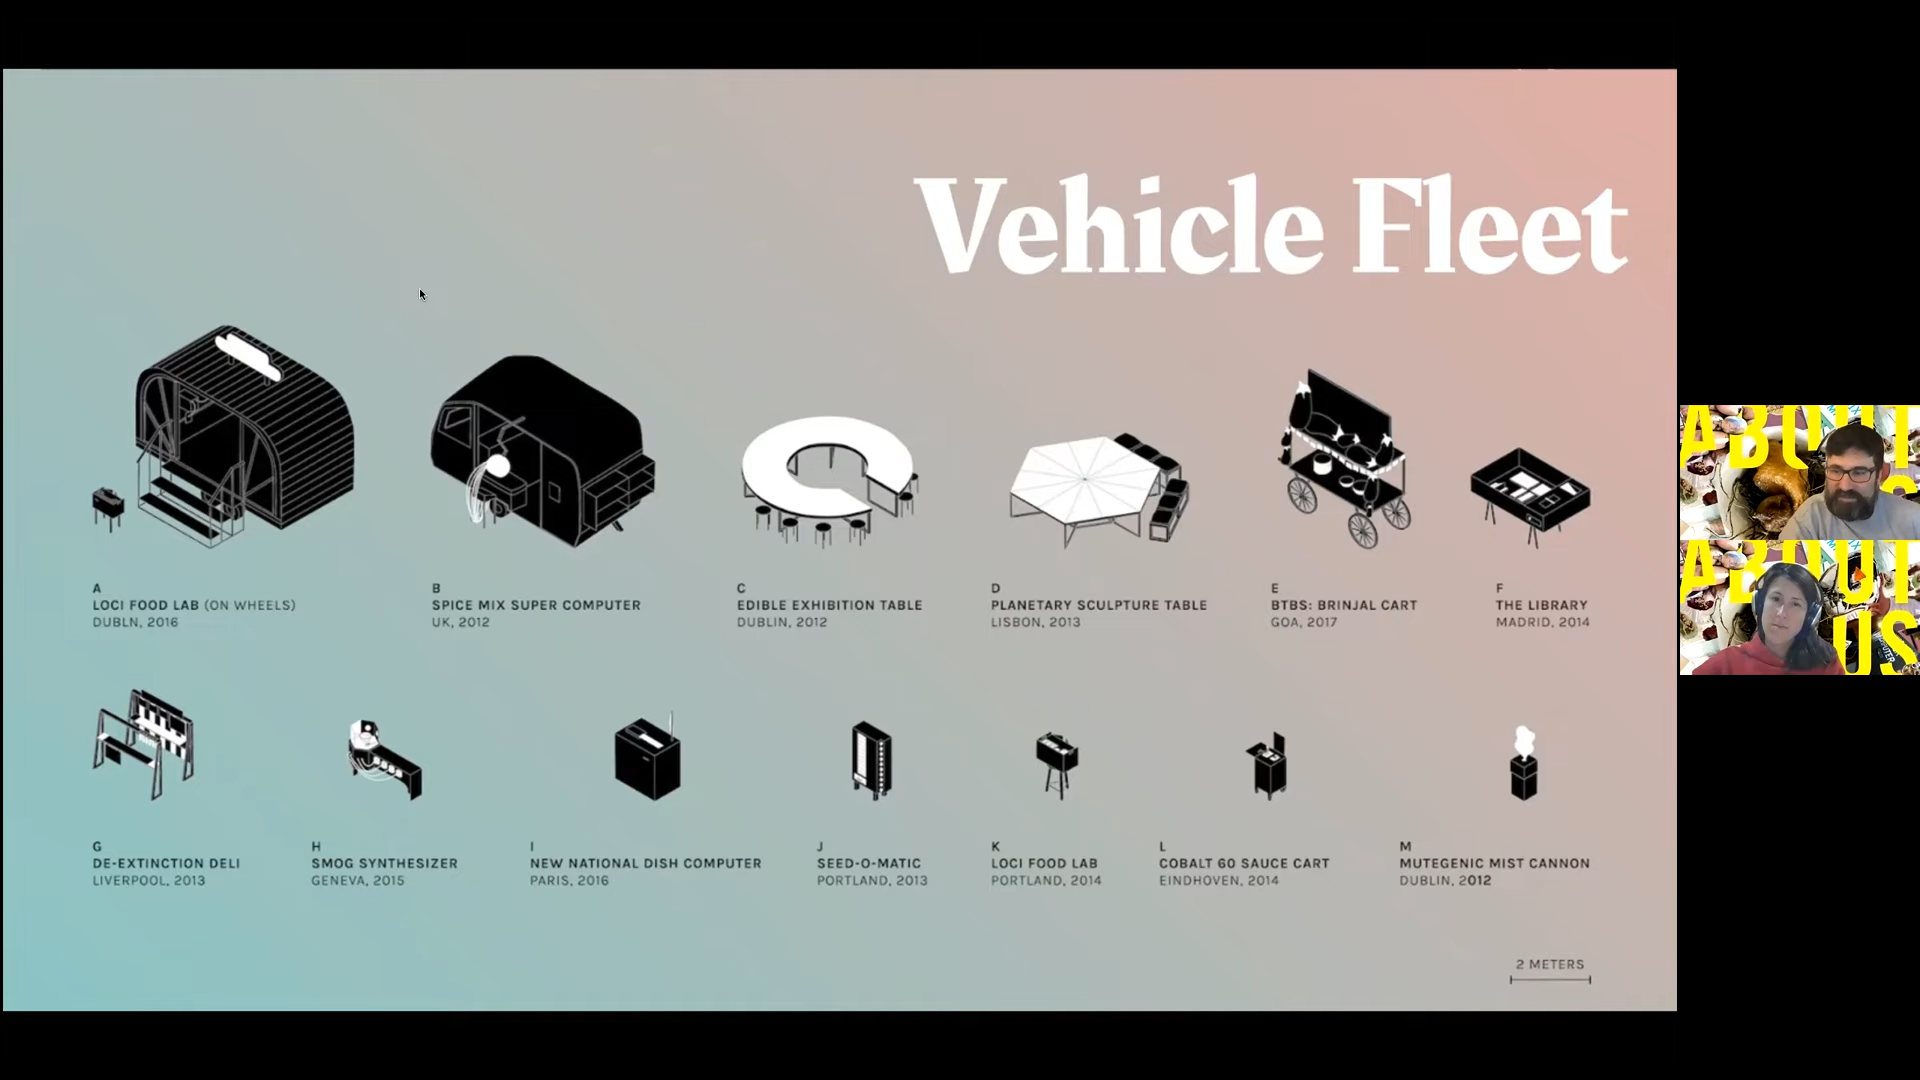 Vehicle Fleet
A
LOCI FOOD LAB (ON WHEELS)
DUBLN, 2016
B
SPICE MIX SUPER COMPUTER
UK, 2012
C
EDIBLE EXHIBITION TABLE
DUBLIN, 2012
D
PLANETARY SCULPTURE TABLE
LISBON, 2013
E
BTBS: BRINJAL CART
GOA, 2017
F
THE LIBRARY
MADRID, 2014
G
DE-EXTINCTION DELI
LIVERPOOL, 2013
H
SMOG SYNTHESIZER
GENEVA, 2015
I
NEW NATIONAL DISH COMPUTER
PARIS, 2016
J
SEED-O-MATIC
PORTLAND, 2013
K
LOCI FOOD LAB
PORTLAND, 2014
L
COBALT 60 SAUCE CART
EINDHOVEN, 2014
M
MUTEGENIC MIST CANNON
DUBLIN, 2012
2 METERS
ABOUT
ABOUT
US